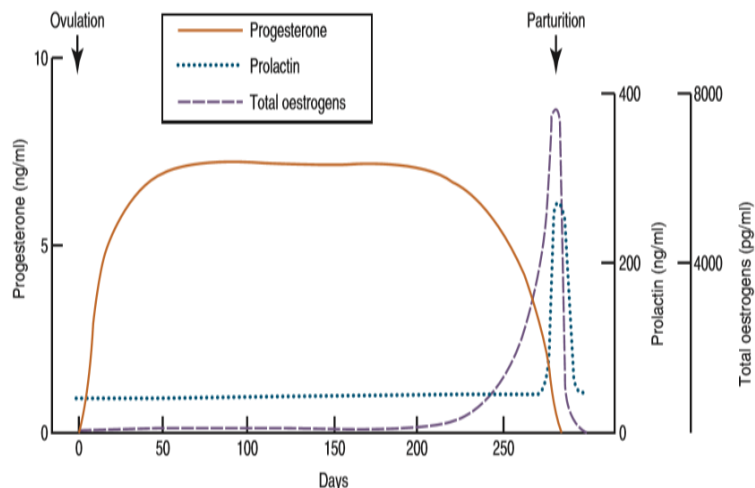 Ovulation
Parturition
Progesterone
Prolactin
Total oestrogens
10
5
0
Progesterone (ng/ml)
400
200
0
Prolactin (ng/ml)
8000
4000
Total oestrogens (pg/ml)
0 50 100 150 200 250
Days